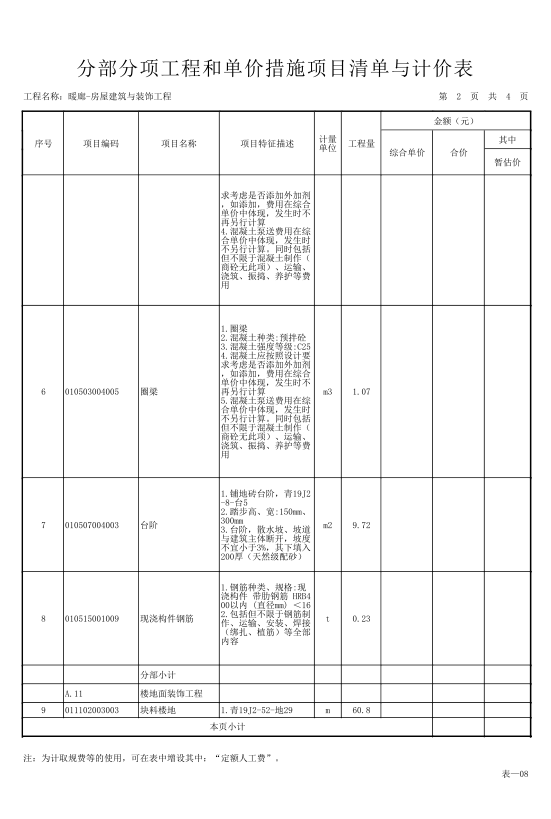 分部分项工程和单价措施项目清单与计价表
工程名称：暖廊-房屋建筑与装饰工程
第 2 页 共 4 页
序号
项目编码
项目名称
项目特征描述
计量
单位
工程量
金额（元）
综合单价
合价
其中
暂估价
求考虑是否添加外加剂
，如添加，费用在综合
单价中体现，发生时不
再另行计算
4.混凝土泵送费用在综
合单价中体现，发生时
不另行计算。同时包括
但不限于混凝土制作（
商砼无此项）、运输、
浇筑、振捣、养护等费
用
6
010503004005
圈梁
1.圈梁
2.混凝土种类:预拌砼
3.混凝土强度等级:C25
4.混凝土应按照设计要
求考虑是否添加外加剂
，如添加，费用在综合
单价中体现，发生时不
再另行计算
5.混凝土泵送费用在综
合单价中体现，发生时
不另行计算。同时包括
但不限于混凝土制作（
商砼无此项）、运输、
浇筑、振捣、养护等费
用
m3
1.07
7
010507004003
台阶
1.铺地砖台阶，青19J2
-8-台5
2.踏步高、宽:150mm、
300mm
3.台阶，散水坡、坡道
与建筑主体断开，坡度
不宜小于3%，其下填入
200厚（天然级配砂）
m2
9.72
8
010515001009
现浇构件钢筋
1.钢筋种类、规格:现
浇构件 带肋钢筋 HRB4
00以内 (直径mm) ＜16
2.包括但不限于钢筋制
作、运输、安装、焊接
（绑扎、植筋）等全部
内容
t
0.23
分部小计
A.11
楼地面装饰工程
9
011102003003
块料楼地
1.青19J2-52-地29
m
60.8
本页小计
注：为计取规费等的使用，可在表中增设其中：“定额人工费”。
表—08